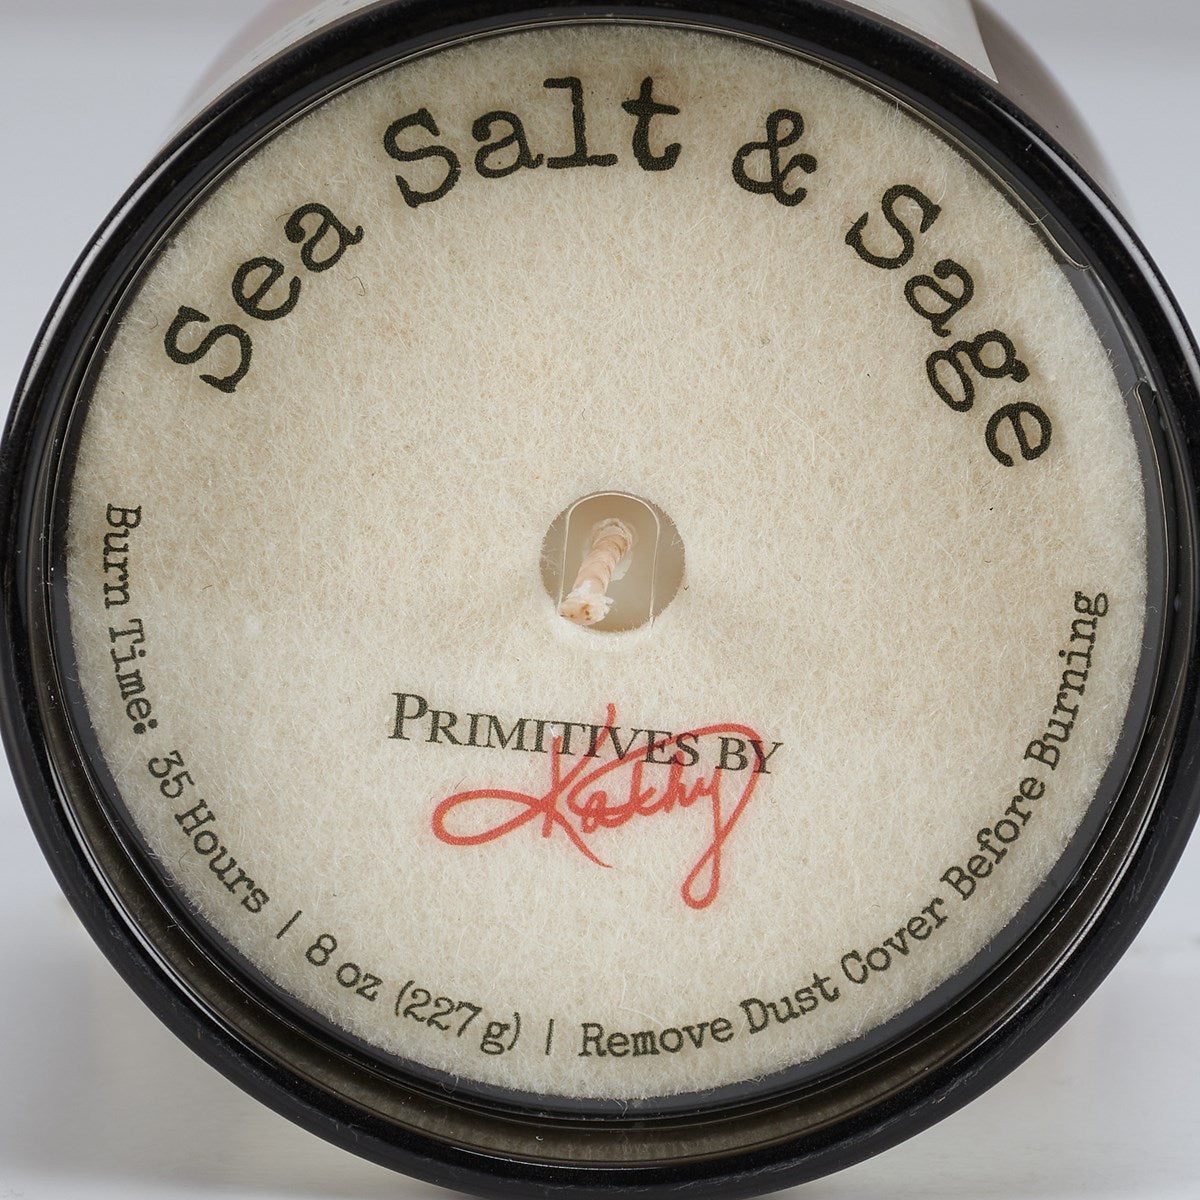 Sea Salt & Sage
PRIMITIVES BY
Kathy
Burn Time: 35 Hours | 8 oz (227 g) | Remove Dust Cover Before Burning